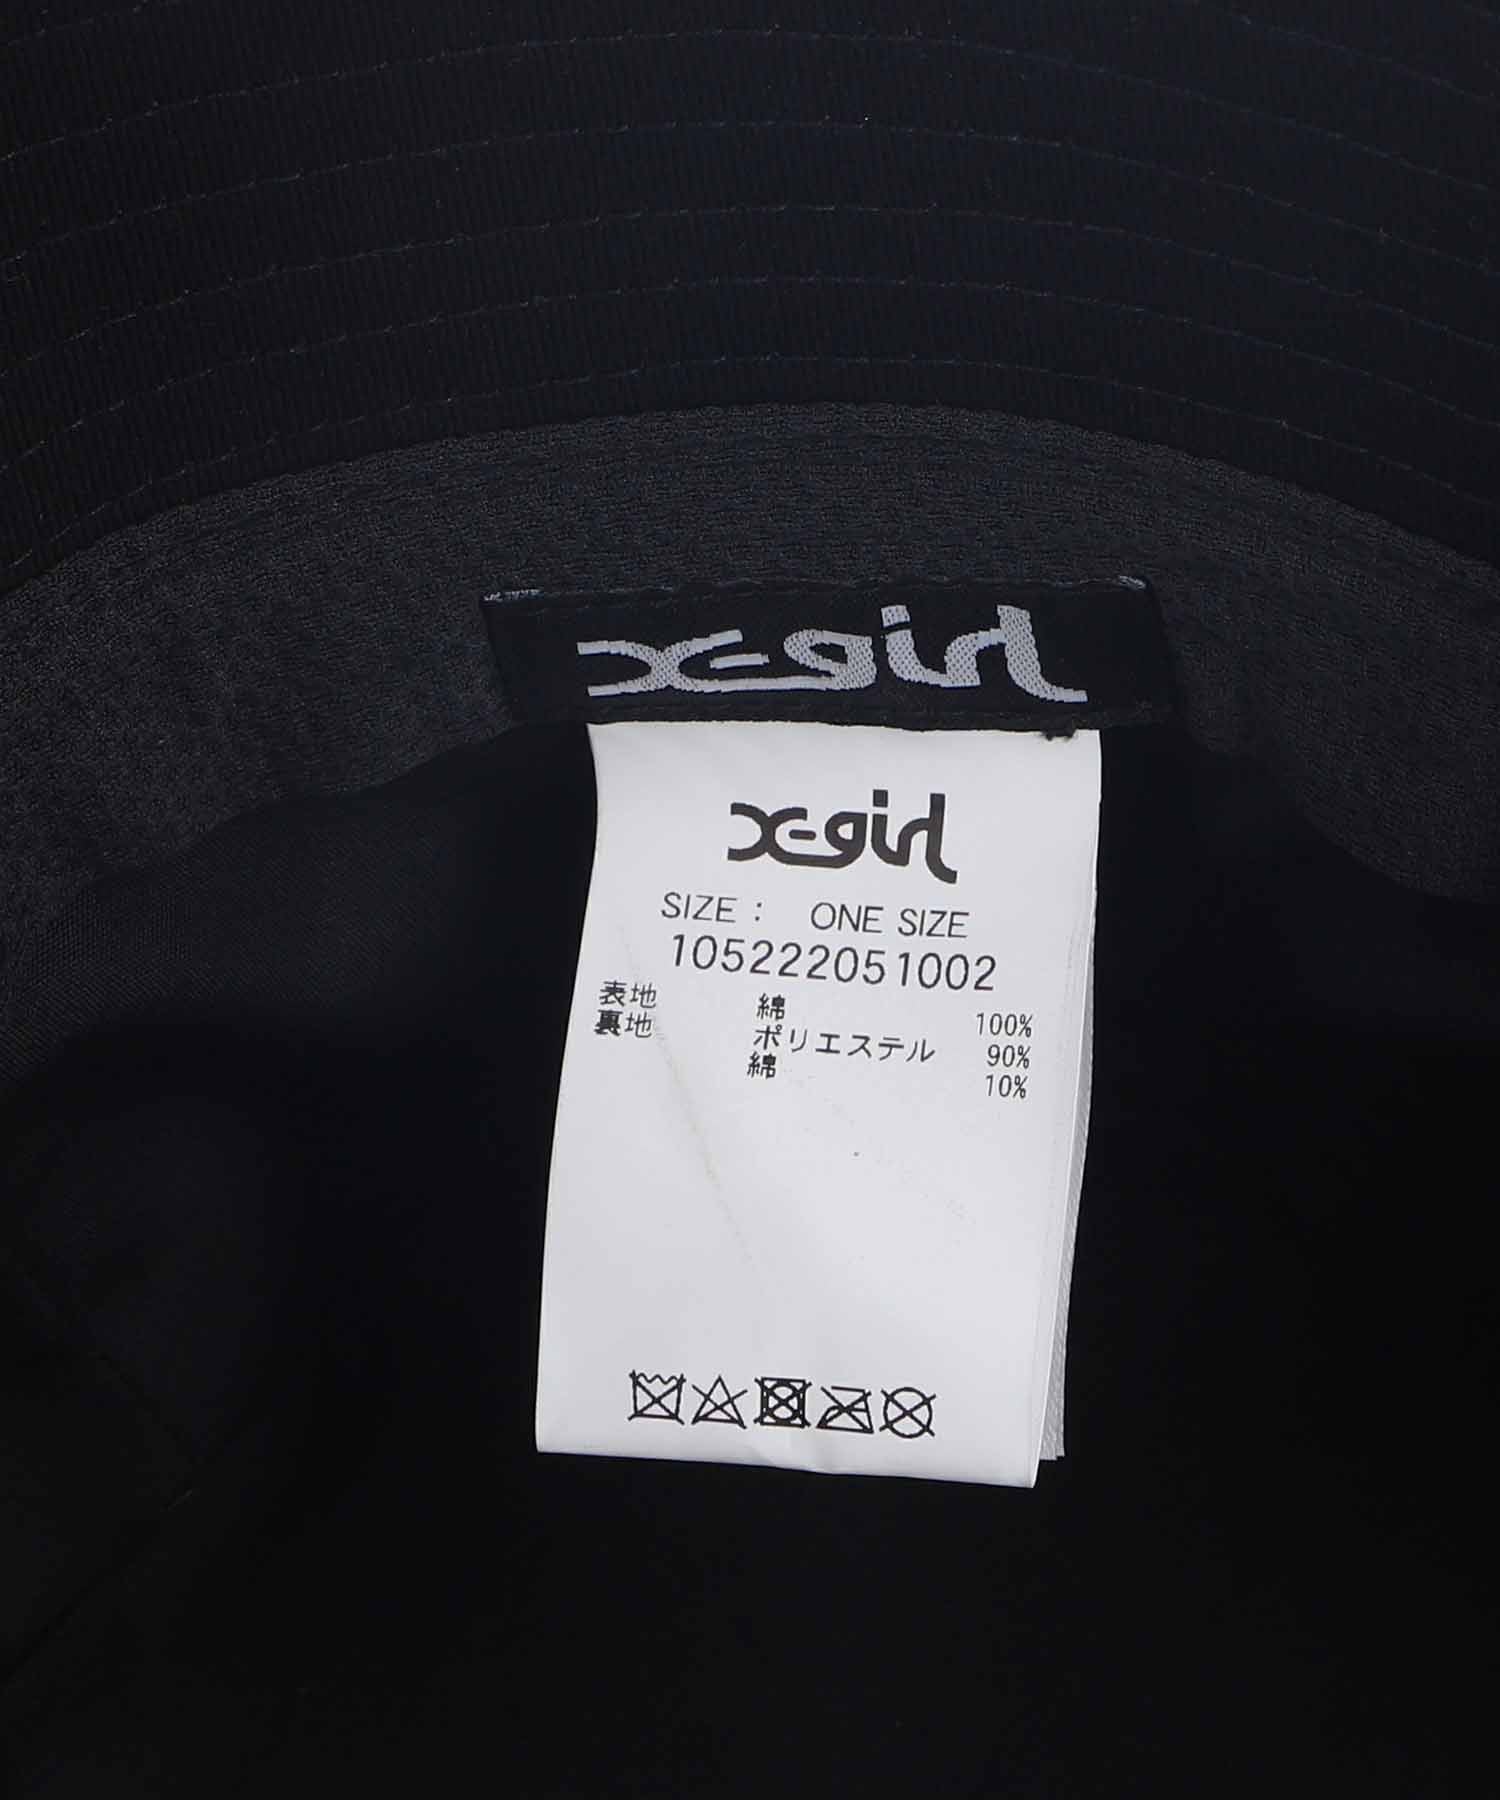 X-girl
X-girl
SIZE : ONE SIZE
105222051002
表地 綿 100%
裏地 ポリエステル 90%
綿 10%